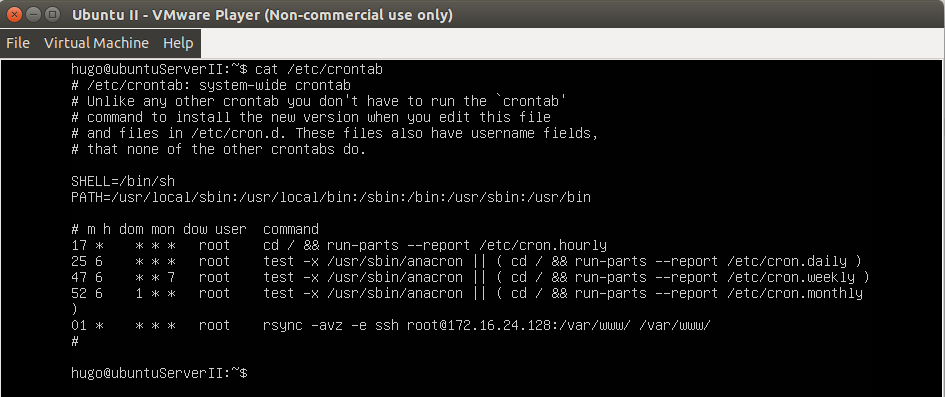 Ubuntu II - VMware Player (Non-commercial use only)
File Virtual Machine Help
hugo@ubuntuServerII:~$ cat /etc/crontab
# /etc/crontab: system-wide crontab
# Unlike any other crontab you don't have to run the `crontab'
# command to install the new version when you edit this file
# and files in /etc/cron.d. These files also have username fields,
# that none of the other crontabs do.

SHELL=/bin/sh
PATH=/usr/local/sbin:/usr/local/bin:/sbin:/bin:/usr/sbin:/usr/bin

# m h dom mon dow user  command
17 *    * * *   root    cd / && run-parts --report /etc/cron.hourly
25 6    * * *   root    test -x /usr/sbin/anacron || ( cd / && run-parts --report /etc/cron.daily )
47 6    * * 7   root    test -x /usr/sbin/anacron || ( cd / && run-parts --report /etc/cron.weekly )
52 6    1 * *   root    test -x /usr/sbin/anacron || ( cd / && run-parts --report /etc/cron.monthly
)
01 *    * * *   root    rsync -avz -e ssh root@172.16.24.128:/var/www/ /var/www/
#

hugo@ubuntuServerII:~$